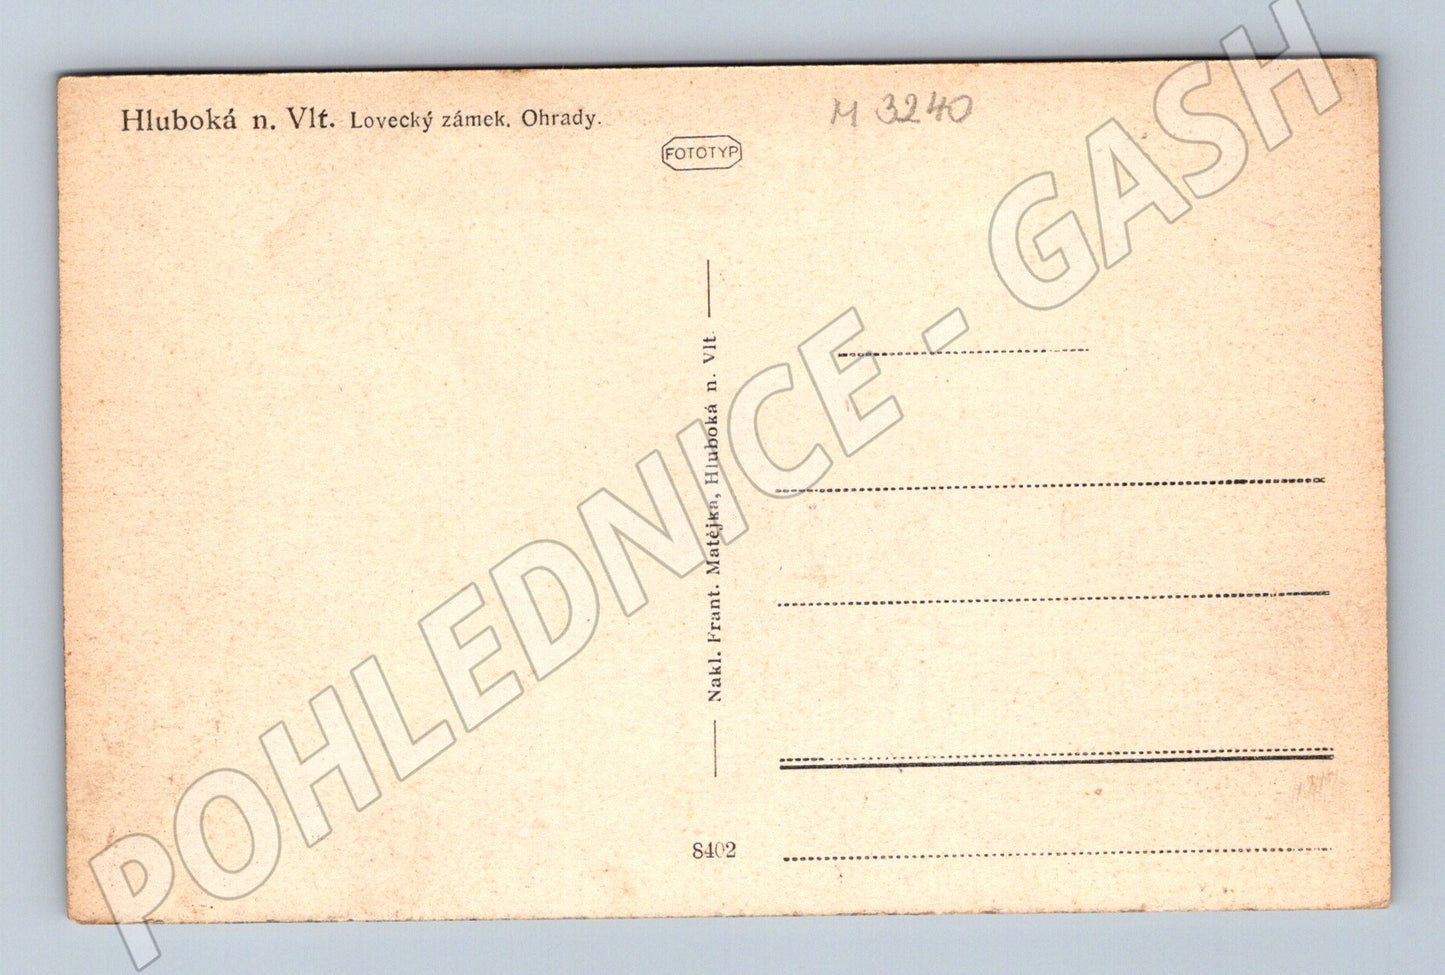 Hluboká n. Vlt. Lovecký zámek. Ohrady.
M 3240
FOTOTYP
Nakl. Frant. Matějka, Hluboká n. Vlt.
8402
POHLEDNICE - GASH